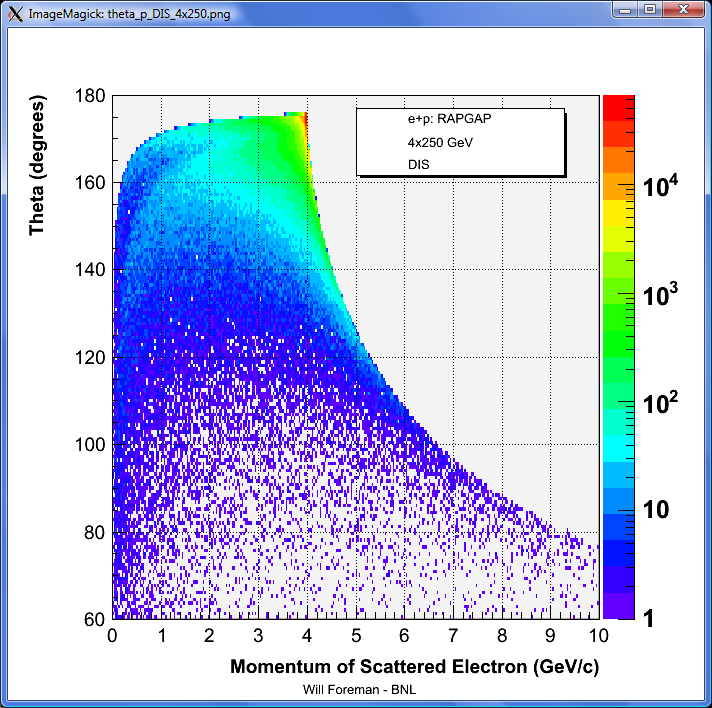 ImageMagick: theta_p_DIS_4x250.png
Theta (degrees)
180
160
140
120
100
80
60
0 1 2 3 4 5 6 7 8 9 10
e+p: RAPGAP
4x250 GeV
DIS
10⁴
10³
10²
10
1
Momentum of Scattered Electron (GeV/c)
Will Foreman - BNL